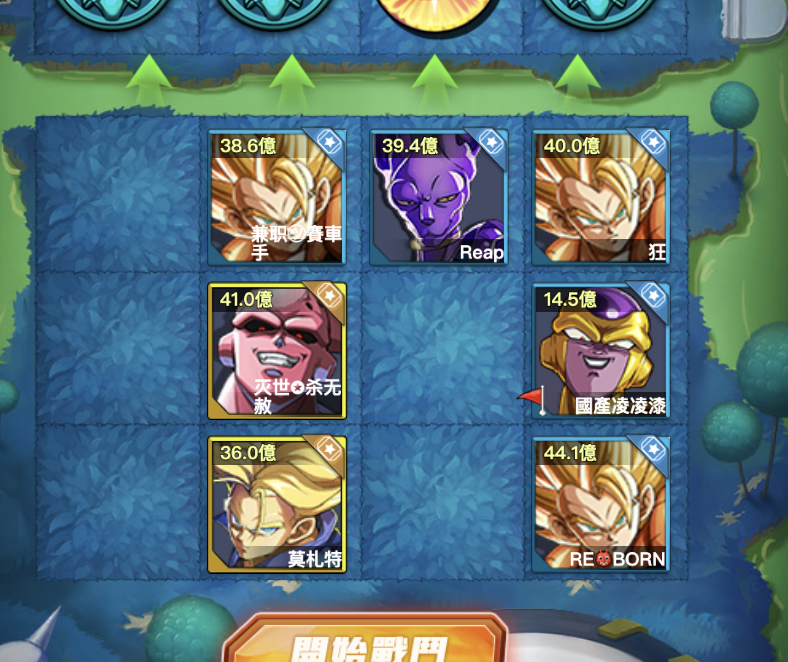 38.6億
39.4億
40.0億
兼职㋡賽車
手
Reap
狂
41.0億
14.5億
灭世✪杀无
赦
國產凌凌漆
36.0億
44.1億
莫札特
RE🐞BORN
開始戰鬥